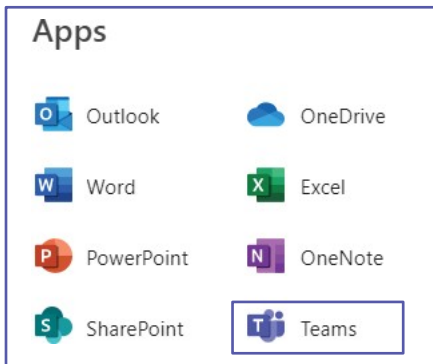 Apps
Outlook OneDrive
Word Excel
PowerPoint OneNote
SharePoint Teams